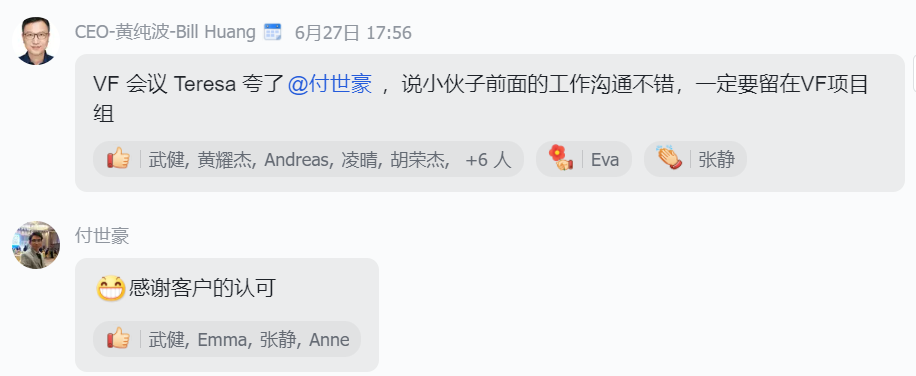 CEO-黄纯波-Bill Huang 6月27日 17:56
VF 会议 Teresa 夸了@付世豪 ，说小伙子前面的工作沟通不错，一定要留在VF项目
组
武健, 黄耀杰, Andreas, 凌晴, 胡荣杰, +6 人 Eva 张静
付世豪
感谢客户的认可
武健, Emma, 张静, Anne